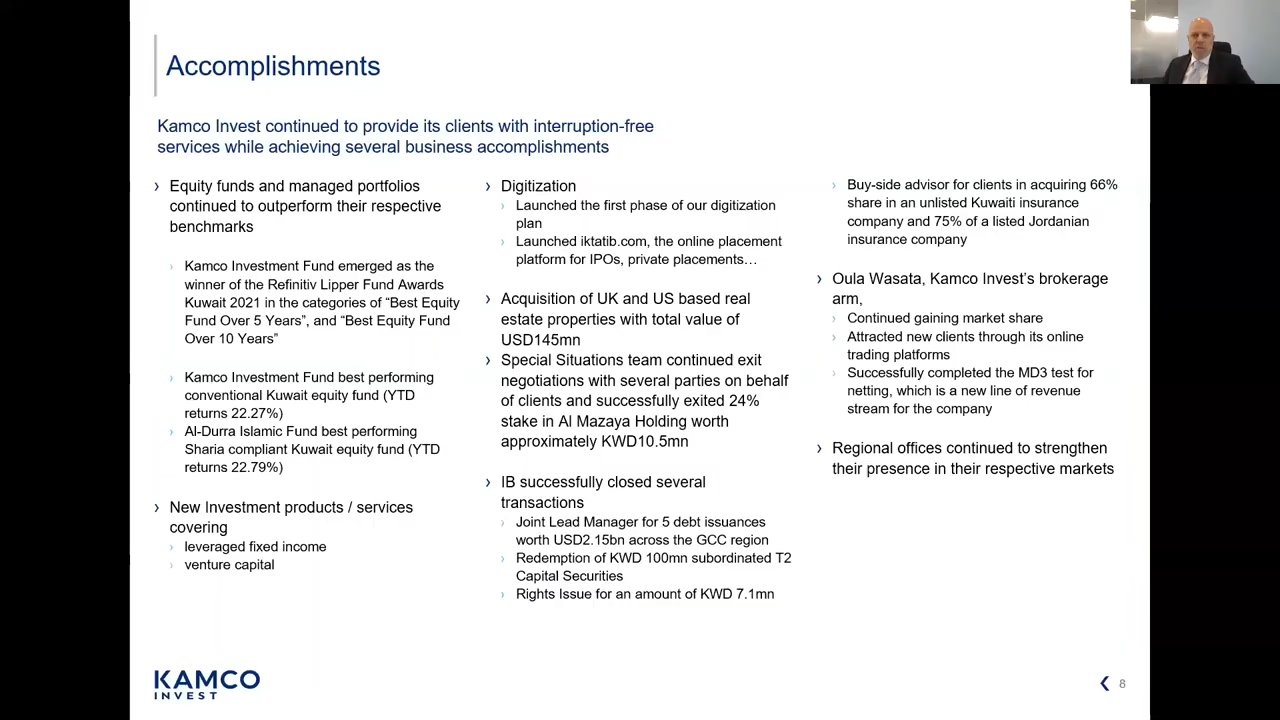 Accomplishments
Kamco Invest continued to provide its clients with interruption-free
services while achieving several business accomplishments
› Equity funds and managed portfolios
continued to outperform their respective
benchmarks
› Kamco Investment Fund emerged as the
winner of the Refinitiv Lipper Fund Awards
Kuwait 2021 in the categories of “Best Equity
Fund Over 5 Years”, and “Best Equity Fund
Over 10 Years”
› Kamco Investment Fund best performing
conventional Kuwait equity fund (YTD
returns 22.27%)
› Al-Durra Islamic Fund best performing
Sharia compliant Kuwait equity fund (YTD
returns 22.79%)
› New Investment products / services
covering
› leveraged fixed income
› venture capital
› Digitization
› Launched the first phase of our digitization
plan
› Launched iktatib.com, the online placement
platform for IPOs, private placements…
› Acquisition of UK and US based real
estate properties with total value of
USD145mn
› Special Situations team continued exit
negotiations with several parties on behalf
of clients and successfully exited 24%
stake in Al Mazaya Holding worth
approximately KWD10.5mn
› IB successfully closed several
transactions
› Joint Lead Manager for 5 debt issuances
worth USD2.15bn across the GCC region
› Redemption of KWD 100mn subordinated T2
Capital Securities
› Rights Issue for an amount of KWD 7.1mn
› Buy-side advisor for clients in acquiring 66%
share in an unlisted Kuwaiti insurance
company and 75% of a listed Jordanian
insurance company
› Oula Wasata, Kamco Invest’s brokerage
arm,
› Continued gaining market share
› Attracted new clients through its online
trading platforms
› Successfully completed the MD3 test for
netting, which is a new line of revenue
stream for the company
› Regional offices continued to strengthen
their presence in their respective markets
KAMCO
INVEST
8